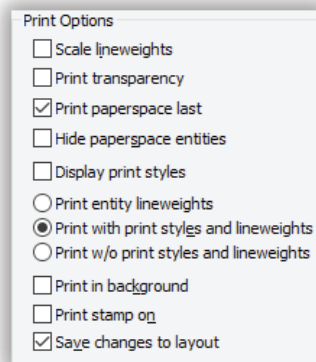 Print Options
Scale lineweights
Print transparency
Print paperspace last
Hide paperspace entities
Display print styles
Print entity lineweights
Print with print styles and lineweights
Print w/o print styles and lineweights
Print in background
Print stamp on
Save changes to layout